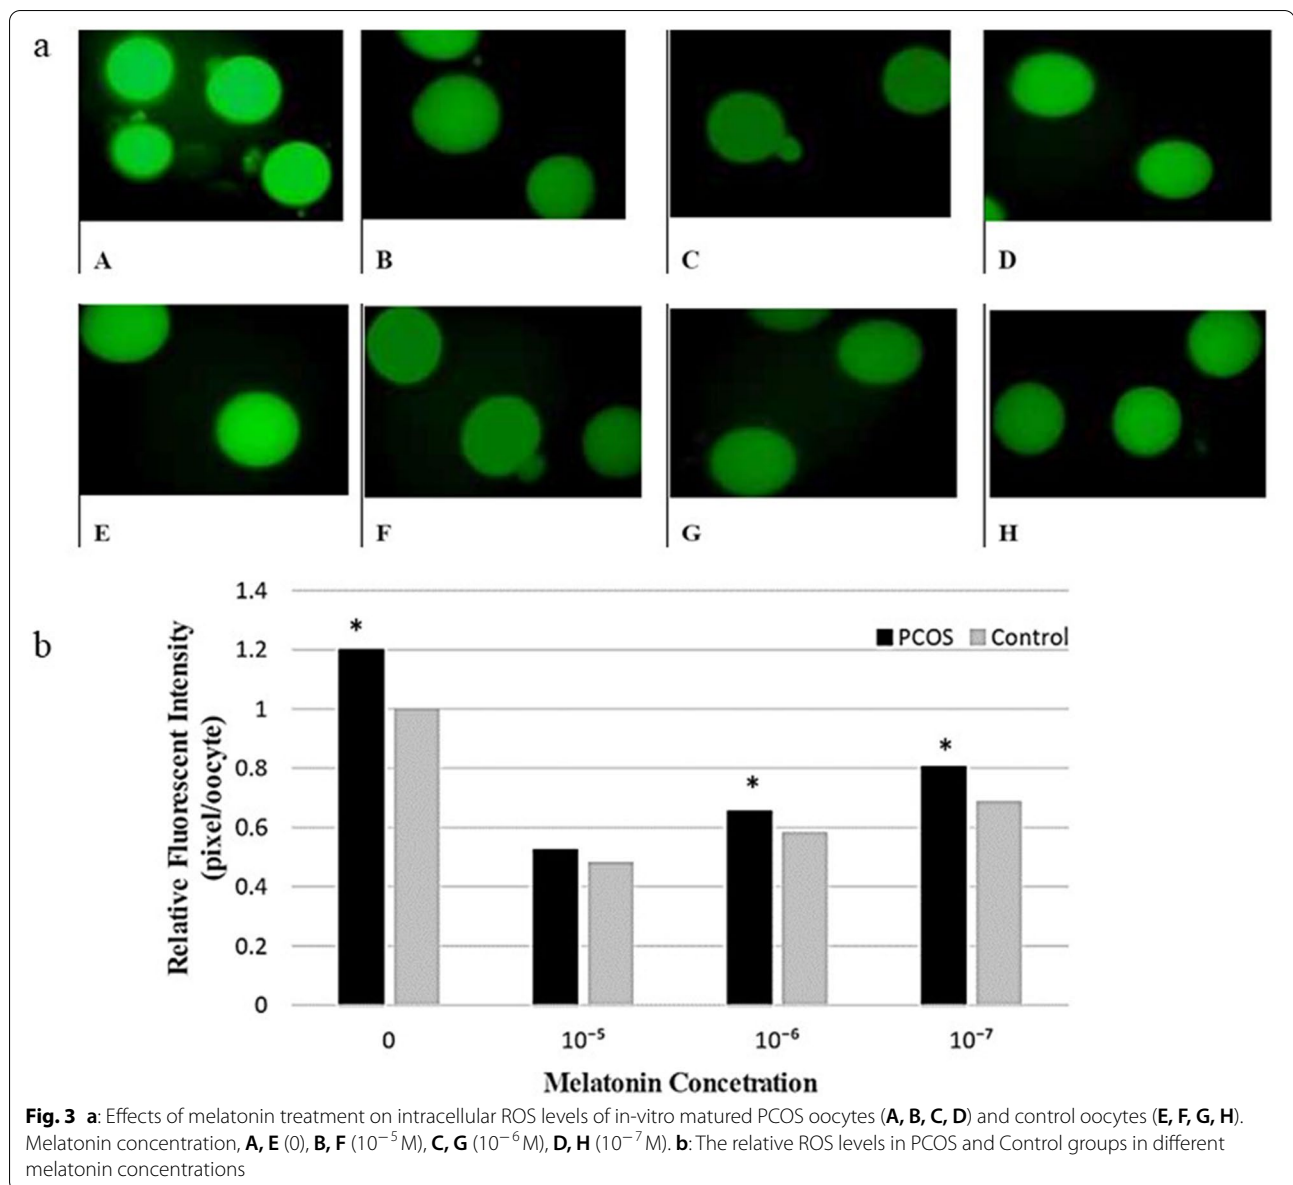 a
A
B
C
D
E
F
G
H
b
Relative Fluorescent Intensity
(pixel/oocyte)
1.4
1.2
1
0.8
0.6
0.4
0.2
0
*
*
*
PCOS Control
0 10⁻⁵ 10⁻⁶ 10⁻⁷
Melatonin Concetration
Fig. 3 a: Effects of melatonin treatment on intracellular ROS levels of in-vitro matured PCOS oocytes (A, B, C, D) and control oocytes (E, F, G, H).
Melatonin concentration, A, E (0), B, F (10⁻⁵ M), C, G (10⁻⁶ M), D, H (10⁻⁷ M). b: The relative ROS levels in PCOS and Control groups in different
melatonin concentrations